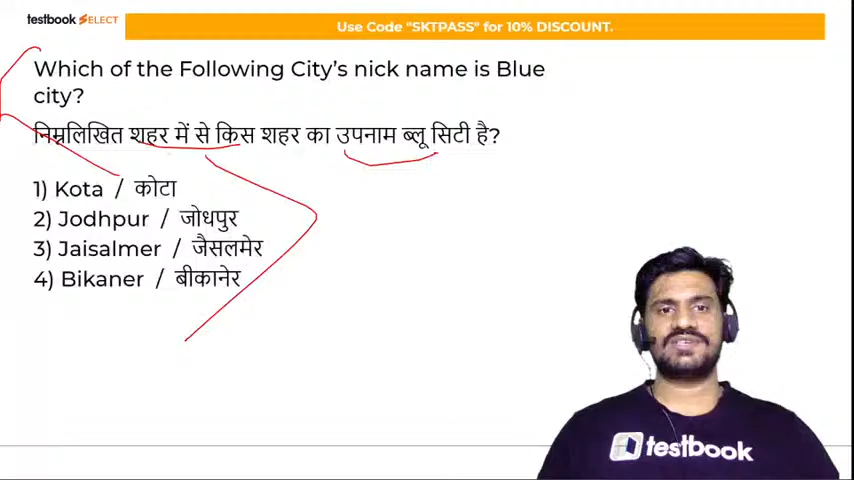 testbook SELECT
Use Code "SKTPASS" for 10% DISCOUNT.
Which of the Following City's nick name is Blue
city?
निम्नलिखित शहर में से किस शहर का उपनाम ब्लू सिटी है?
1) Kota / कोटा
2) Jodhpur / जोधपुर
3) Jaisalmer / जैसलमेर
4) Bikaner / बीकानेर
testbook